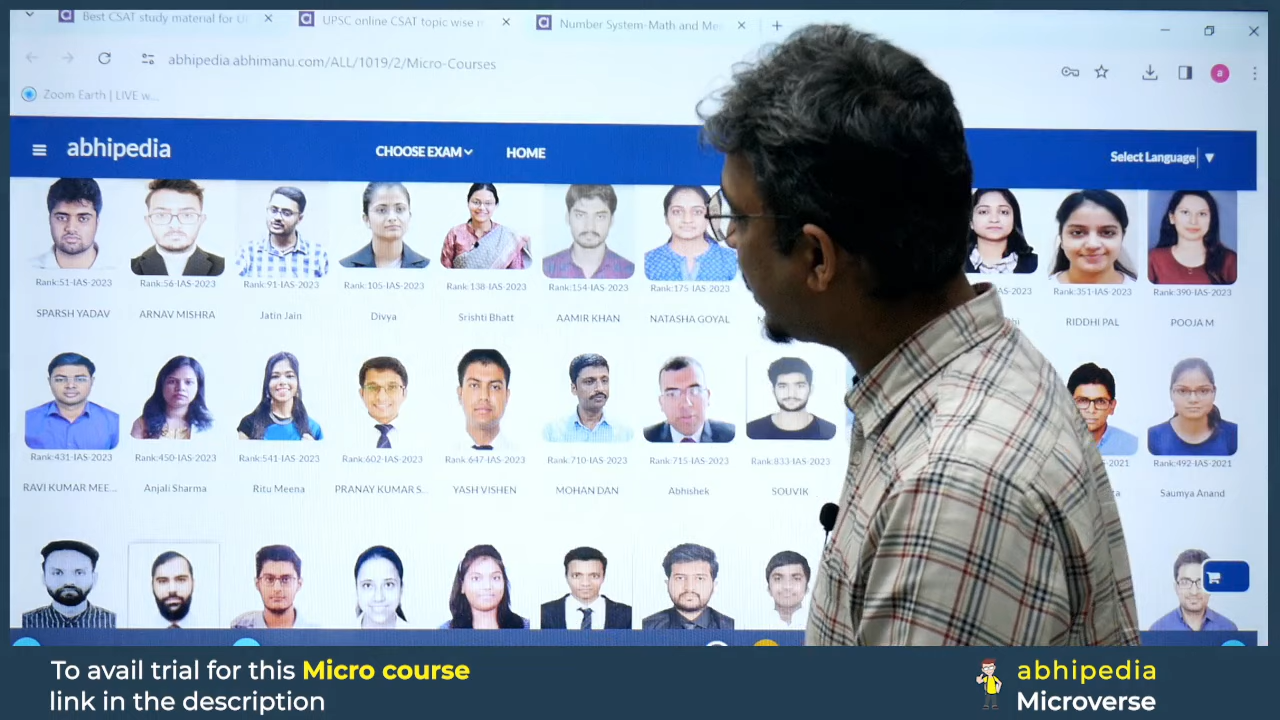 Best CSAT study material for U
UPSC online CSAT topic wise
Number System-Math and Me
abhipedia.abhimanu.com/ALL/1019/2/Micro-Courses
Zoom Earth | LIVE w...
abhipedia
CHOOSE EXAM
HOME
Select Language
Rank:51-IAS-2023
Rank:56-IAS-2023
Rank:91-IAS-2023
Rank:105-IAS-2023
Rank:138-IAS-2023
Rank:154-IAS-2023
Rank:175-IAS-2023
AS-2023
Rank:351-IAS-2023
Rank:390-IAS-2023
SPARSH YADAV
ARNAV MISHRA
Jatin Jain
Divya
Srishti Bhatt
AAMIR KHAN
NATASHA GOYAL
RIDDHI PAL
POOJA M
Rank:431-IAS-2023
Rank:450-IAS-2023
Rank:541-IAS-2023
Rank:602-IAS-2023
Rank:647-IAS-2023
Rank:710-IAS-2023
Rank:715-IAS-2023
Rank:833-IAS-2023
-2021
Rank:492-IAS-2021
RAVI KUMAR MEE...
Anjali Sharma
Ritu Meena
PRANAY KUMAR S..
YASH VISHEN
MOHAN DAN
Abhishek
SOUVIK
Saumya Anand
To avail trial for this Micro course
link in the description
abhipedia
Microverse